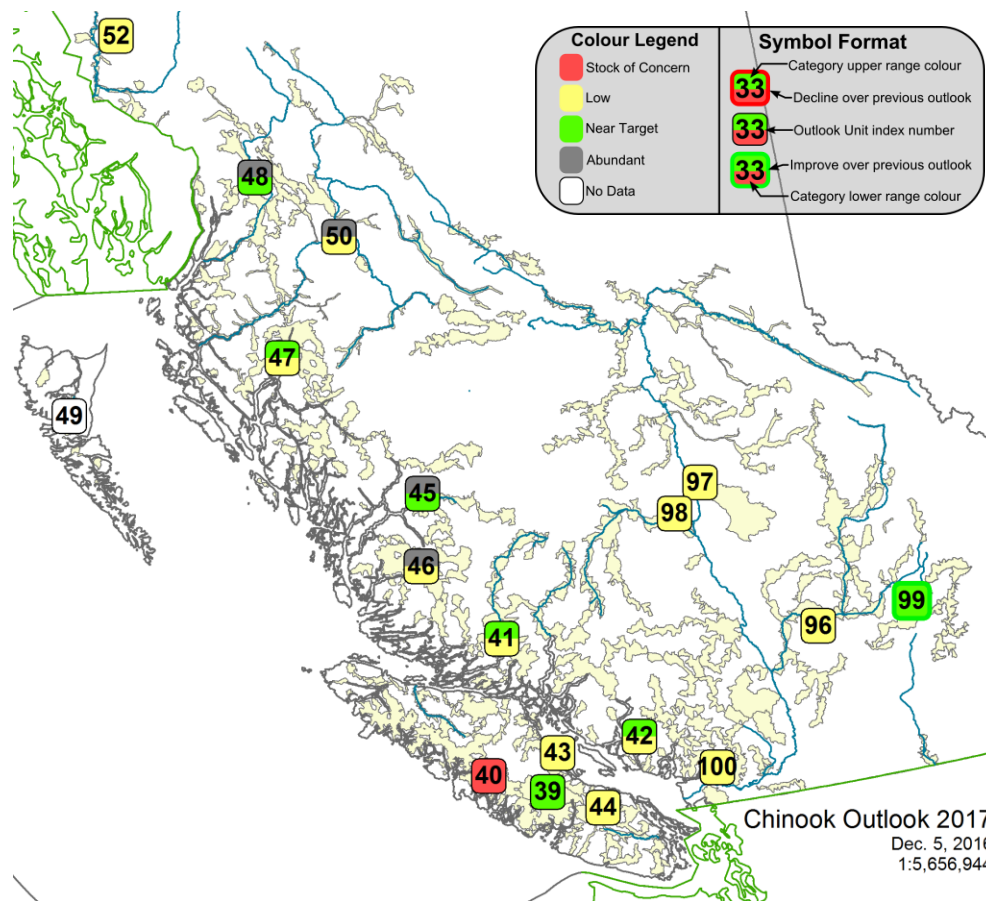 52
Colour Legend
Stock of Concern
Low
Near Target
Abundant
No Data
Symbol Format
33
Category upper range colour
Decline over previous outlook
33
Outlook Unit index number
33
Improve over previous outlook
Category lower range colour
48
50
47
49
45
97
98
46
99
96
41
42
43
100
40
39
44
Chinook Outlook 2017
Dec. 5, 2016
1:5,656,944